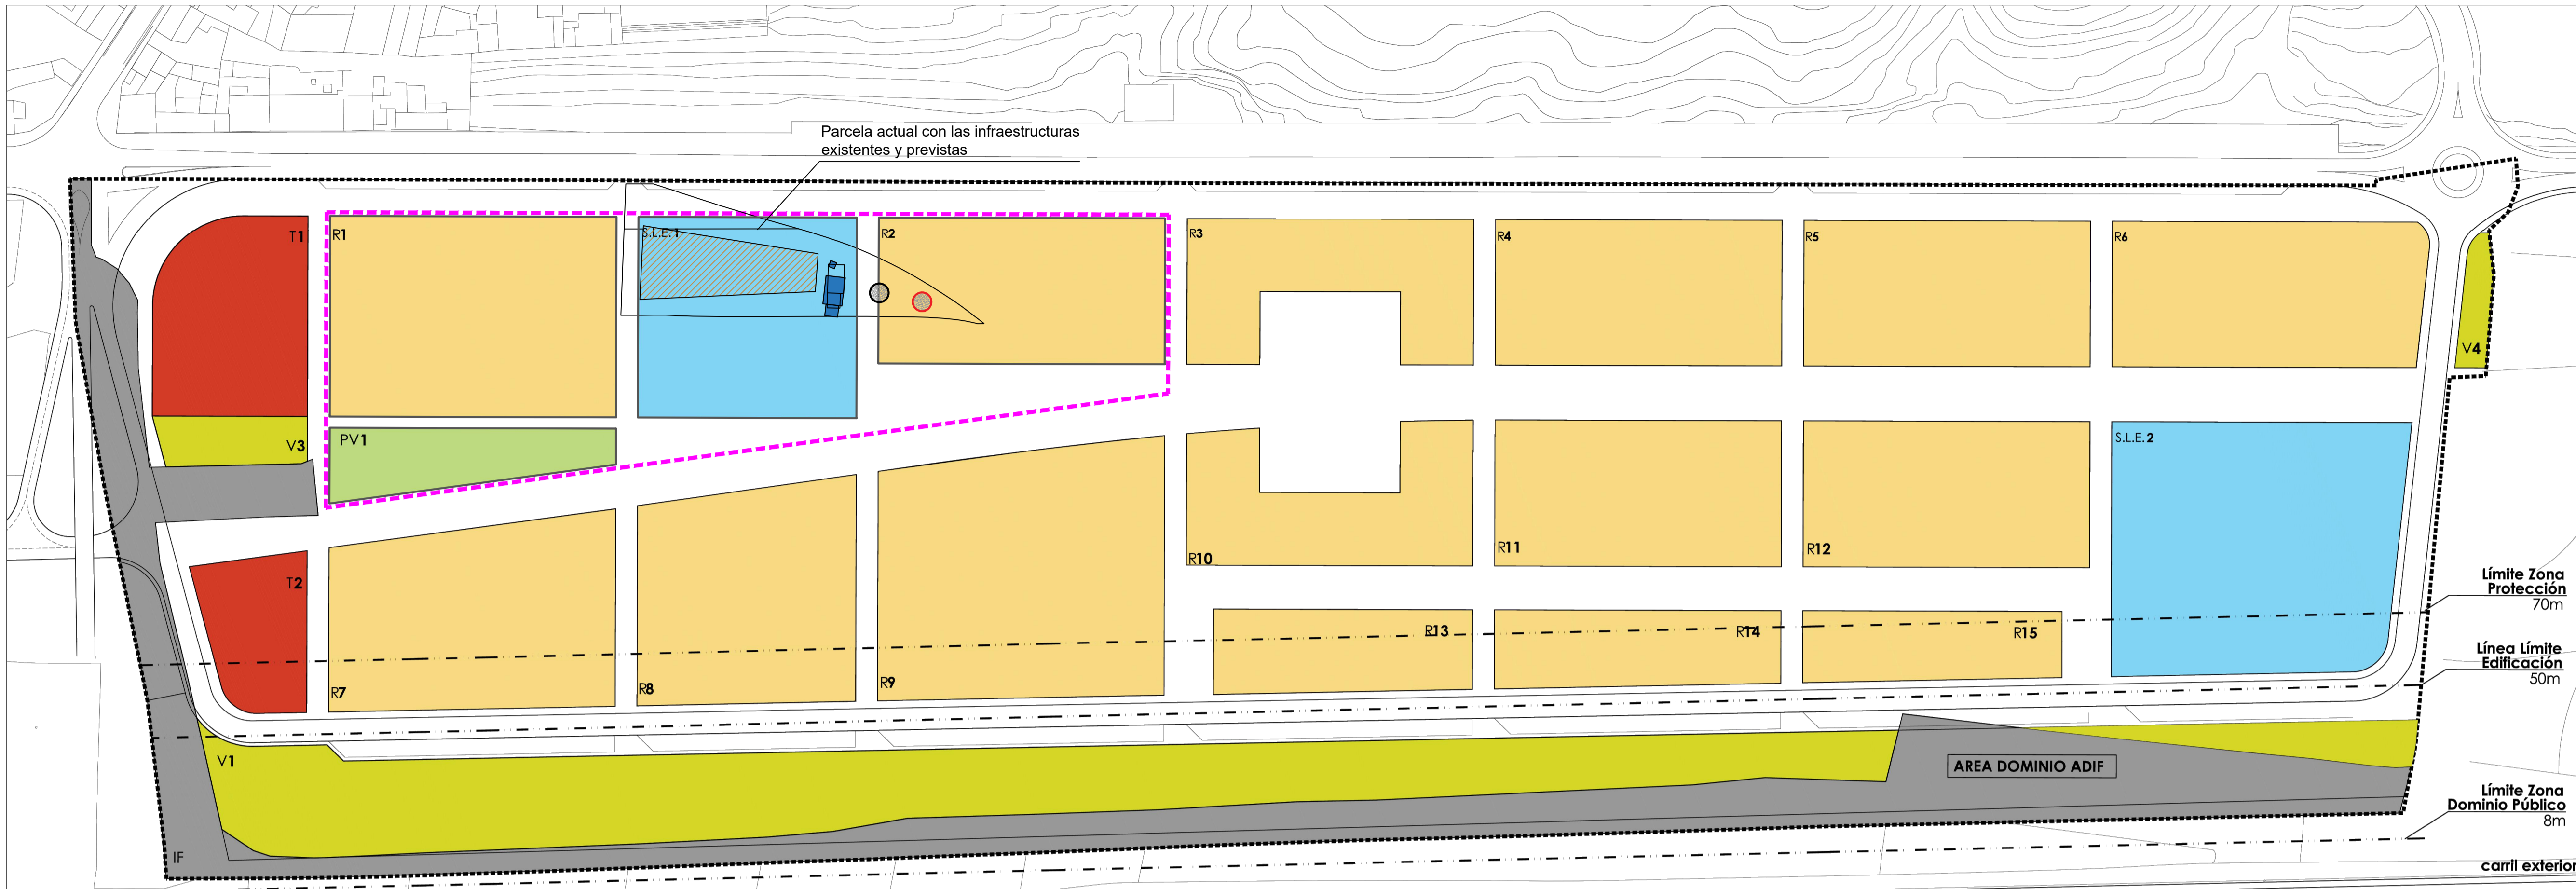 Parcela actual con las infraestructuras
existentes y previstas
T1
R1
S.L.E. 1
R2
R3
R4
R5
R6
V4
V3
PV1
S.L.E. 2
T2
R10
R11
R12
R13
R14
R15
R7
R8
R9
Límite Zona
Protección
70m
Línea Límite
Edificación
50m
V1
AREA DOMINIO ADIF
Límite Zona
Dominio Público
8m
IF
carril exterior